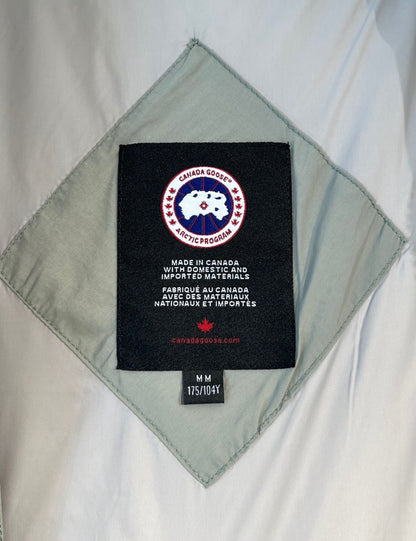 CANADA GOOSE®
ARCTIC PROGRAM
MADE IN CANADA
WITH DOMESTIC AND
IMPORTED MATERIALS
FABRIQUÉ AU CANADA
AVEC DES MATERIAUX
NATIONAUX ET IMPORTÉS
canadagoose.com
M M
175/104Y